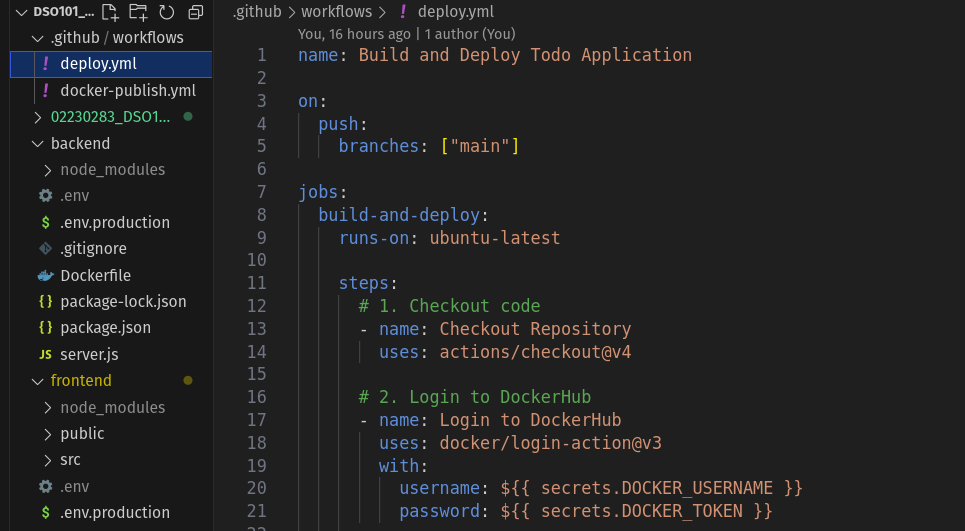 DSO101_...
.github / workflows
deploy.yml
docker-publish.yml
02230283_DSO1...
backend
node_modules
.env
.env.production
.gitignore
Dockerfile
package-lock.json
package.json
server.js
frontend
node_modules
public
src
.env
.env.production
.github > workflows > ! deploy.yml
You, 16 hours ago | 1 author (You)
1 name: Build and Deploy Todo Application
2
3 on:
4 push:
5 branches: ["main"]
6
7 jobs:
8 build-and-deploy:
9 runs-on: ubuntu-latest
10
11 steps:
12 # 1. Checkout code
13 - name: Checkout Repository
14 uses: actions/checkout@v4
15
16 # 2. Login to DockerHub
17 - name: Login to DockerHub
18 uses: docker/login-action@v3
19 with:
20 username: ${{ secrets.DOCKER_USERNAME }}
21 password: ${{ secrets.DOCKER_TOKEN }}